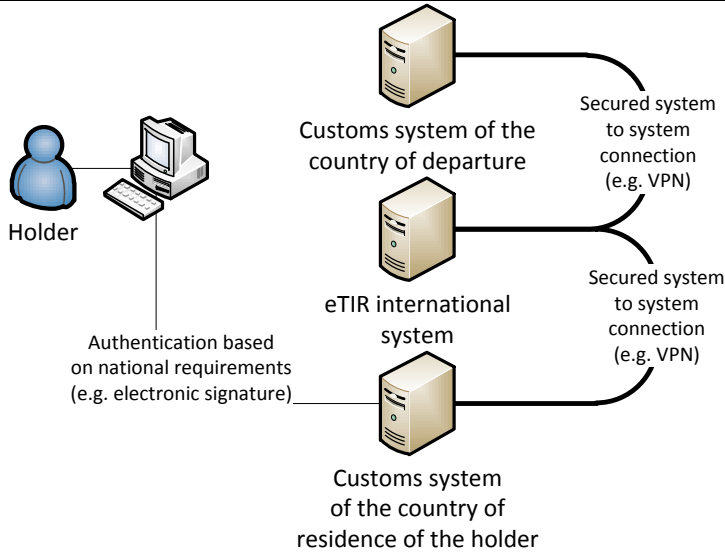 Customs system of the
country of departure
Secured system
to system
connection
(e.g. VPN)
Holder
eTIR international
system
Secured system
to system
connection
(e.g. VPN)
Authentication based
on national requirements
(e.g. electronic signature)
Customs system
of the country of
residence of the holder